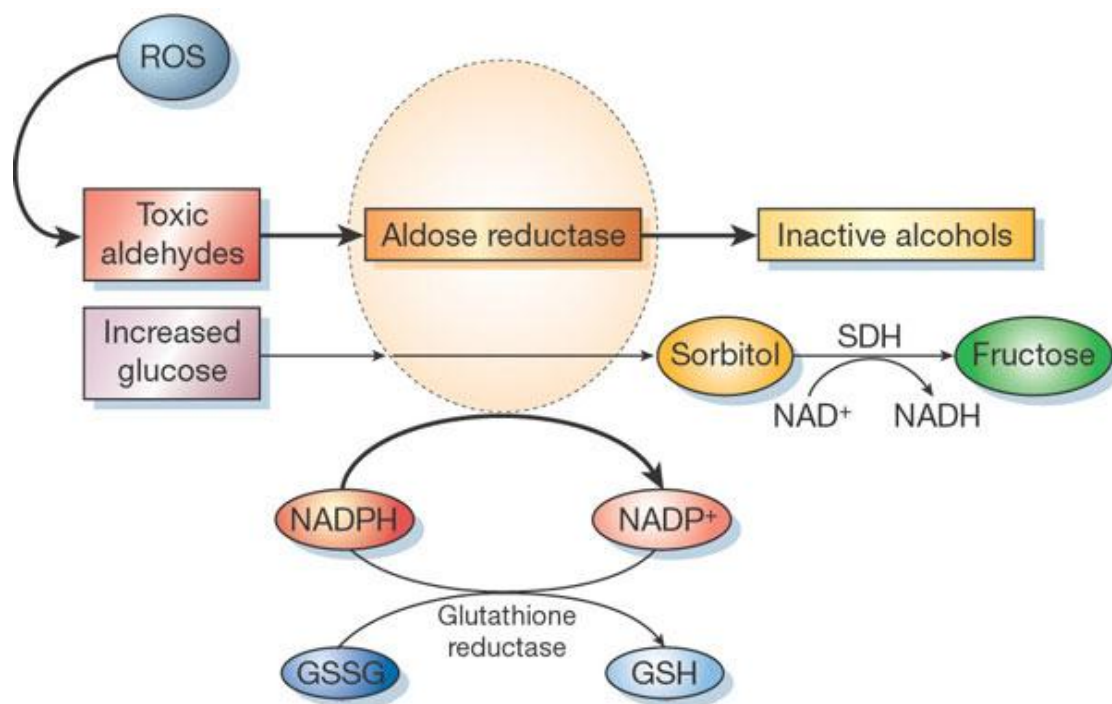 ROS
Toxic
aldehydes
Aldose reductase
Inactive alcohols
Increased
glucose
Sorbitol
SDH
Fructose
NAD+
NADH
NADPH
NADP+
Glutathione
reductase
GSSG
GSH